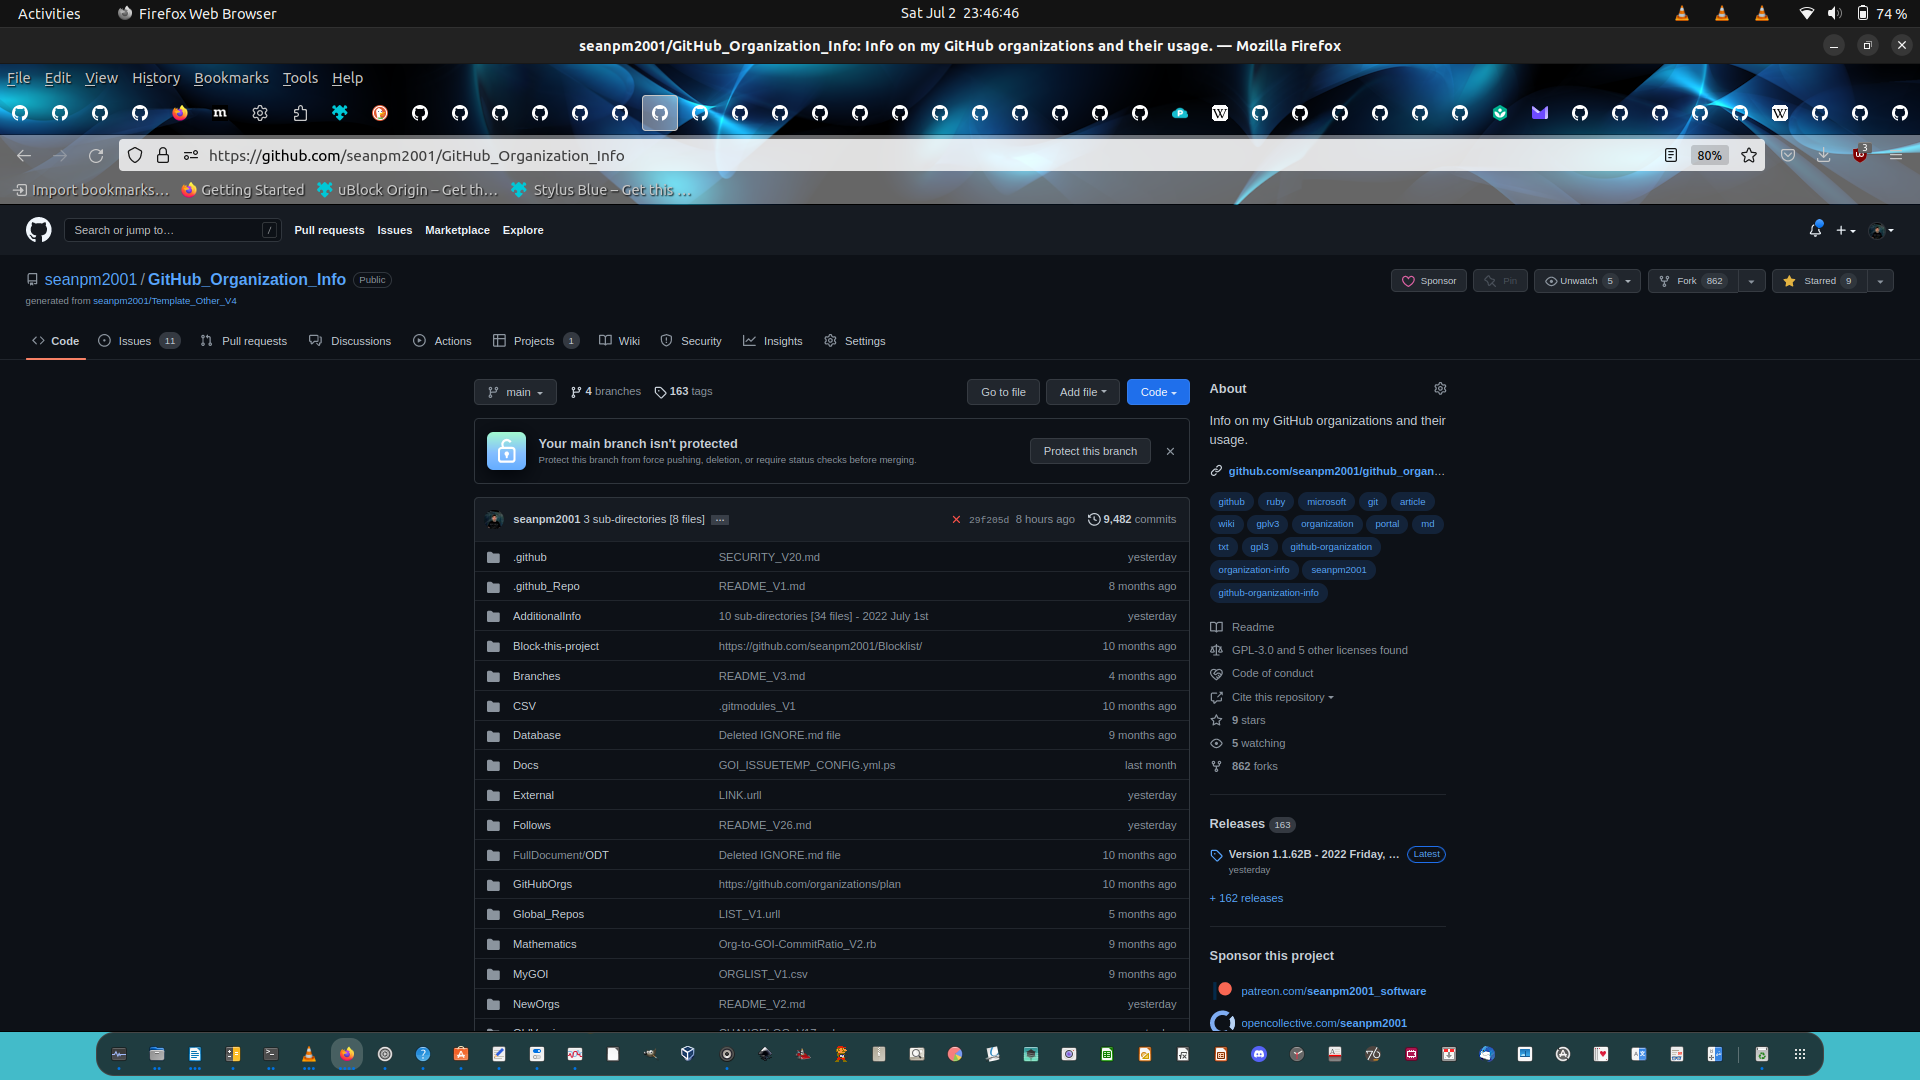 Activities
Firefox Web Browser
Sat Jul 2 23:46:46
74 %
seanpm2001/GitHub_Organization_Info: Info on my GitHub organizations and their usage. — Mozilla Firefox
File Edit View History Bookmarks Tools Help
https://github.com/seanpm2001/GitHub_Organization_Info
80%
3
Import bookmarks...
Getting Started
uBlock Origin – Get th...
Stylus Blue – Get this ...
Search or jump to...
/
Pull requests
Issues
Marketplace
Explore
seanpm2001 / GitHub_Organization_Info
Public
Sponsor
Pin
Unwatch 5
Fork 862
Starred 9
generated from seanpm2001/Template_Other_V4
Code
Issues 11
Pull requests
Discussions
Actions
Projects 1
Wiki
Security
Insights
Settings
main
4 branches
163 tags
Go to file
Add file
Code
Your main branch isn't protected
Protect this branch from force pushing, deletion, or require status checks before merging.
Protect this branch
seanpm2001 3 sub-directories [8 files] ...
29f205d 8 hours ago
9,482 commits
.github SECURITY_V20.md yesterday
.github_Repo README_V1.md 8 months ago
AdditionalInfo 10 sub-directories [34 files] - 2022 July 1st yesterday
Block-this-project https://github.com/seanpm2001/Blocklist/ 10 months ago
Branches README_V3.md 4 months ago
CSV .gitmodules_V1 10 months ago
Database Deleted IGNORE.md file 9 months ago
Docs GOI_ISSUETEMP_CONFIG.yml.ps last month
External LINK.urll yesterday
Follows README_V26.md yesterday
FullDocument/ODT Deleted IGNORE.md file 10 months ago
GitHubOrgs https://github.com/organizations/plan 10 months ago
Global_Repos LIST_V1.urll 5 months ago
Mathematics Org-to-GOI-CommitRatio_V2.rb 9 months ago
MyGOI ORGLIST_V1.csv 9 months ago
NewOrgs README_V2.md yesterday
About
Info on my GitHub organizations and their
usage.
github.com/seanpm2001/github_organ...
github ruby microsoft git article
wiki gplv3 organization portal md
txt gpl3 github-organization
organization-info seanpm2001
github-organization-info
Readme
GPL-3.0 and 5 other licenses found
Code of conduct
Cite this repository
9 stars
5 watching
862 forks
Releases 163
Version 1.1.62B - 2022 Friday, ...
Latest
yesterday
+ 162 releases
Sponsor this project
patreon.com/seanpm2001_software
opencollective.com/seanpm2001